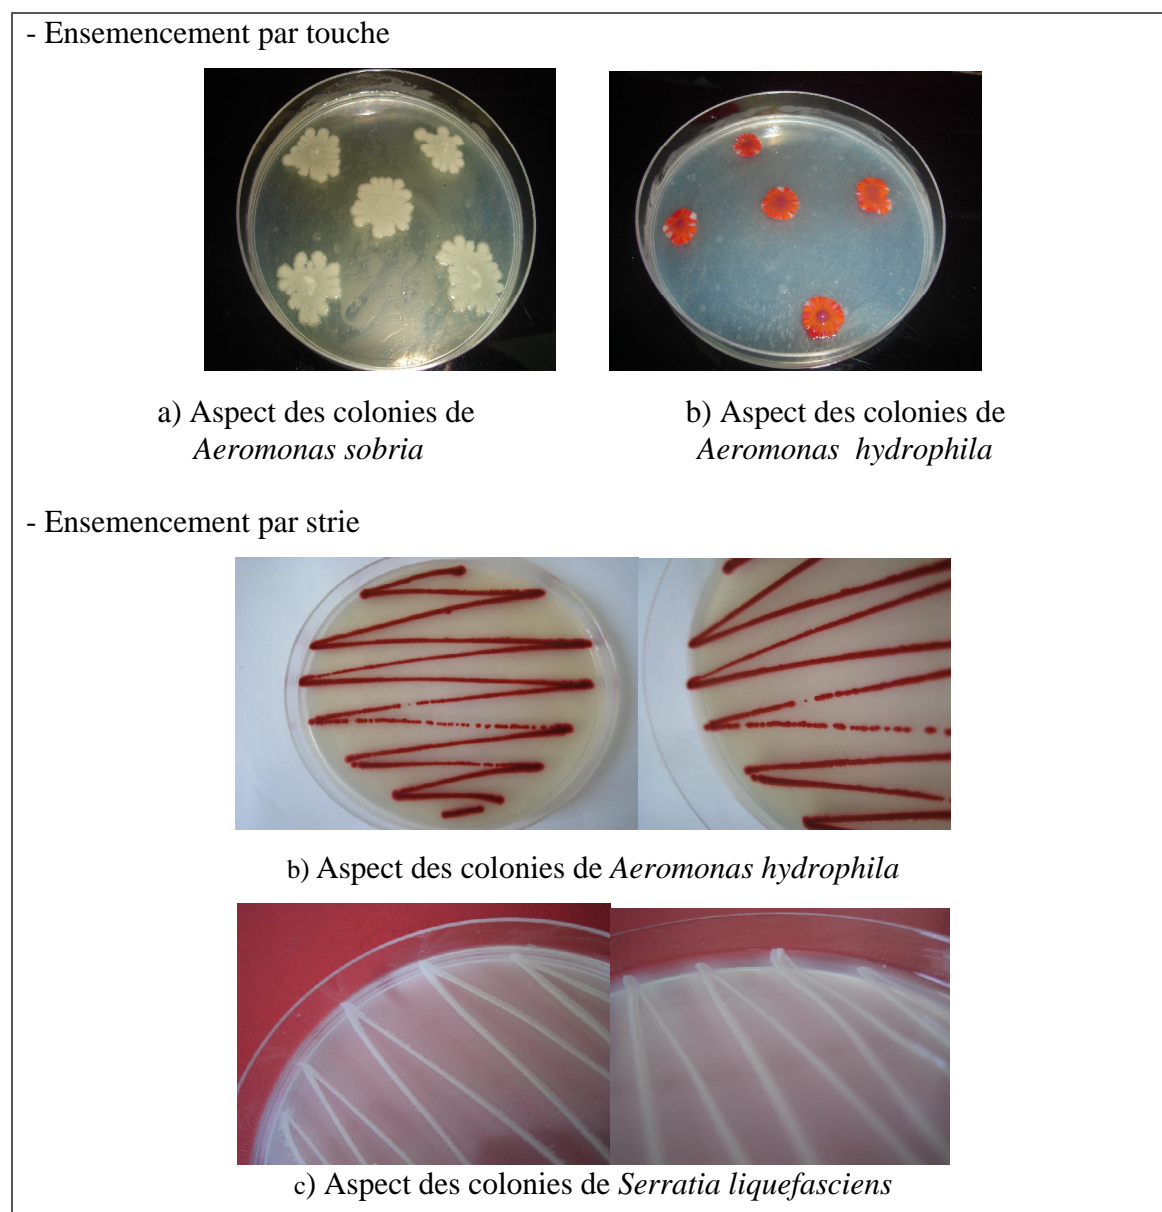 - Ensemencement par touche
a) Aspect des colonies de
Aeromonas sobria
b) Aspect des colonies de
Aeromonas hydrophila
- Ensemencement par strie
b) Aspect des colonies de Aeromonas hydrophila
c) Aspect des colonies de Serratia liquefasciens